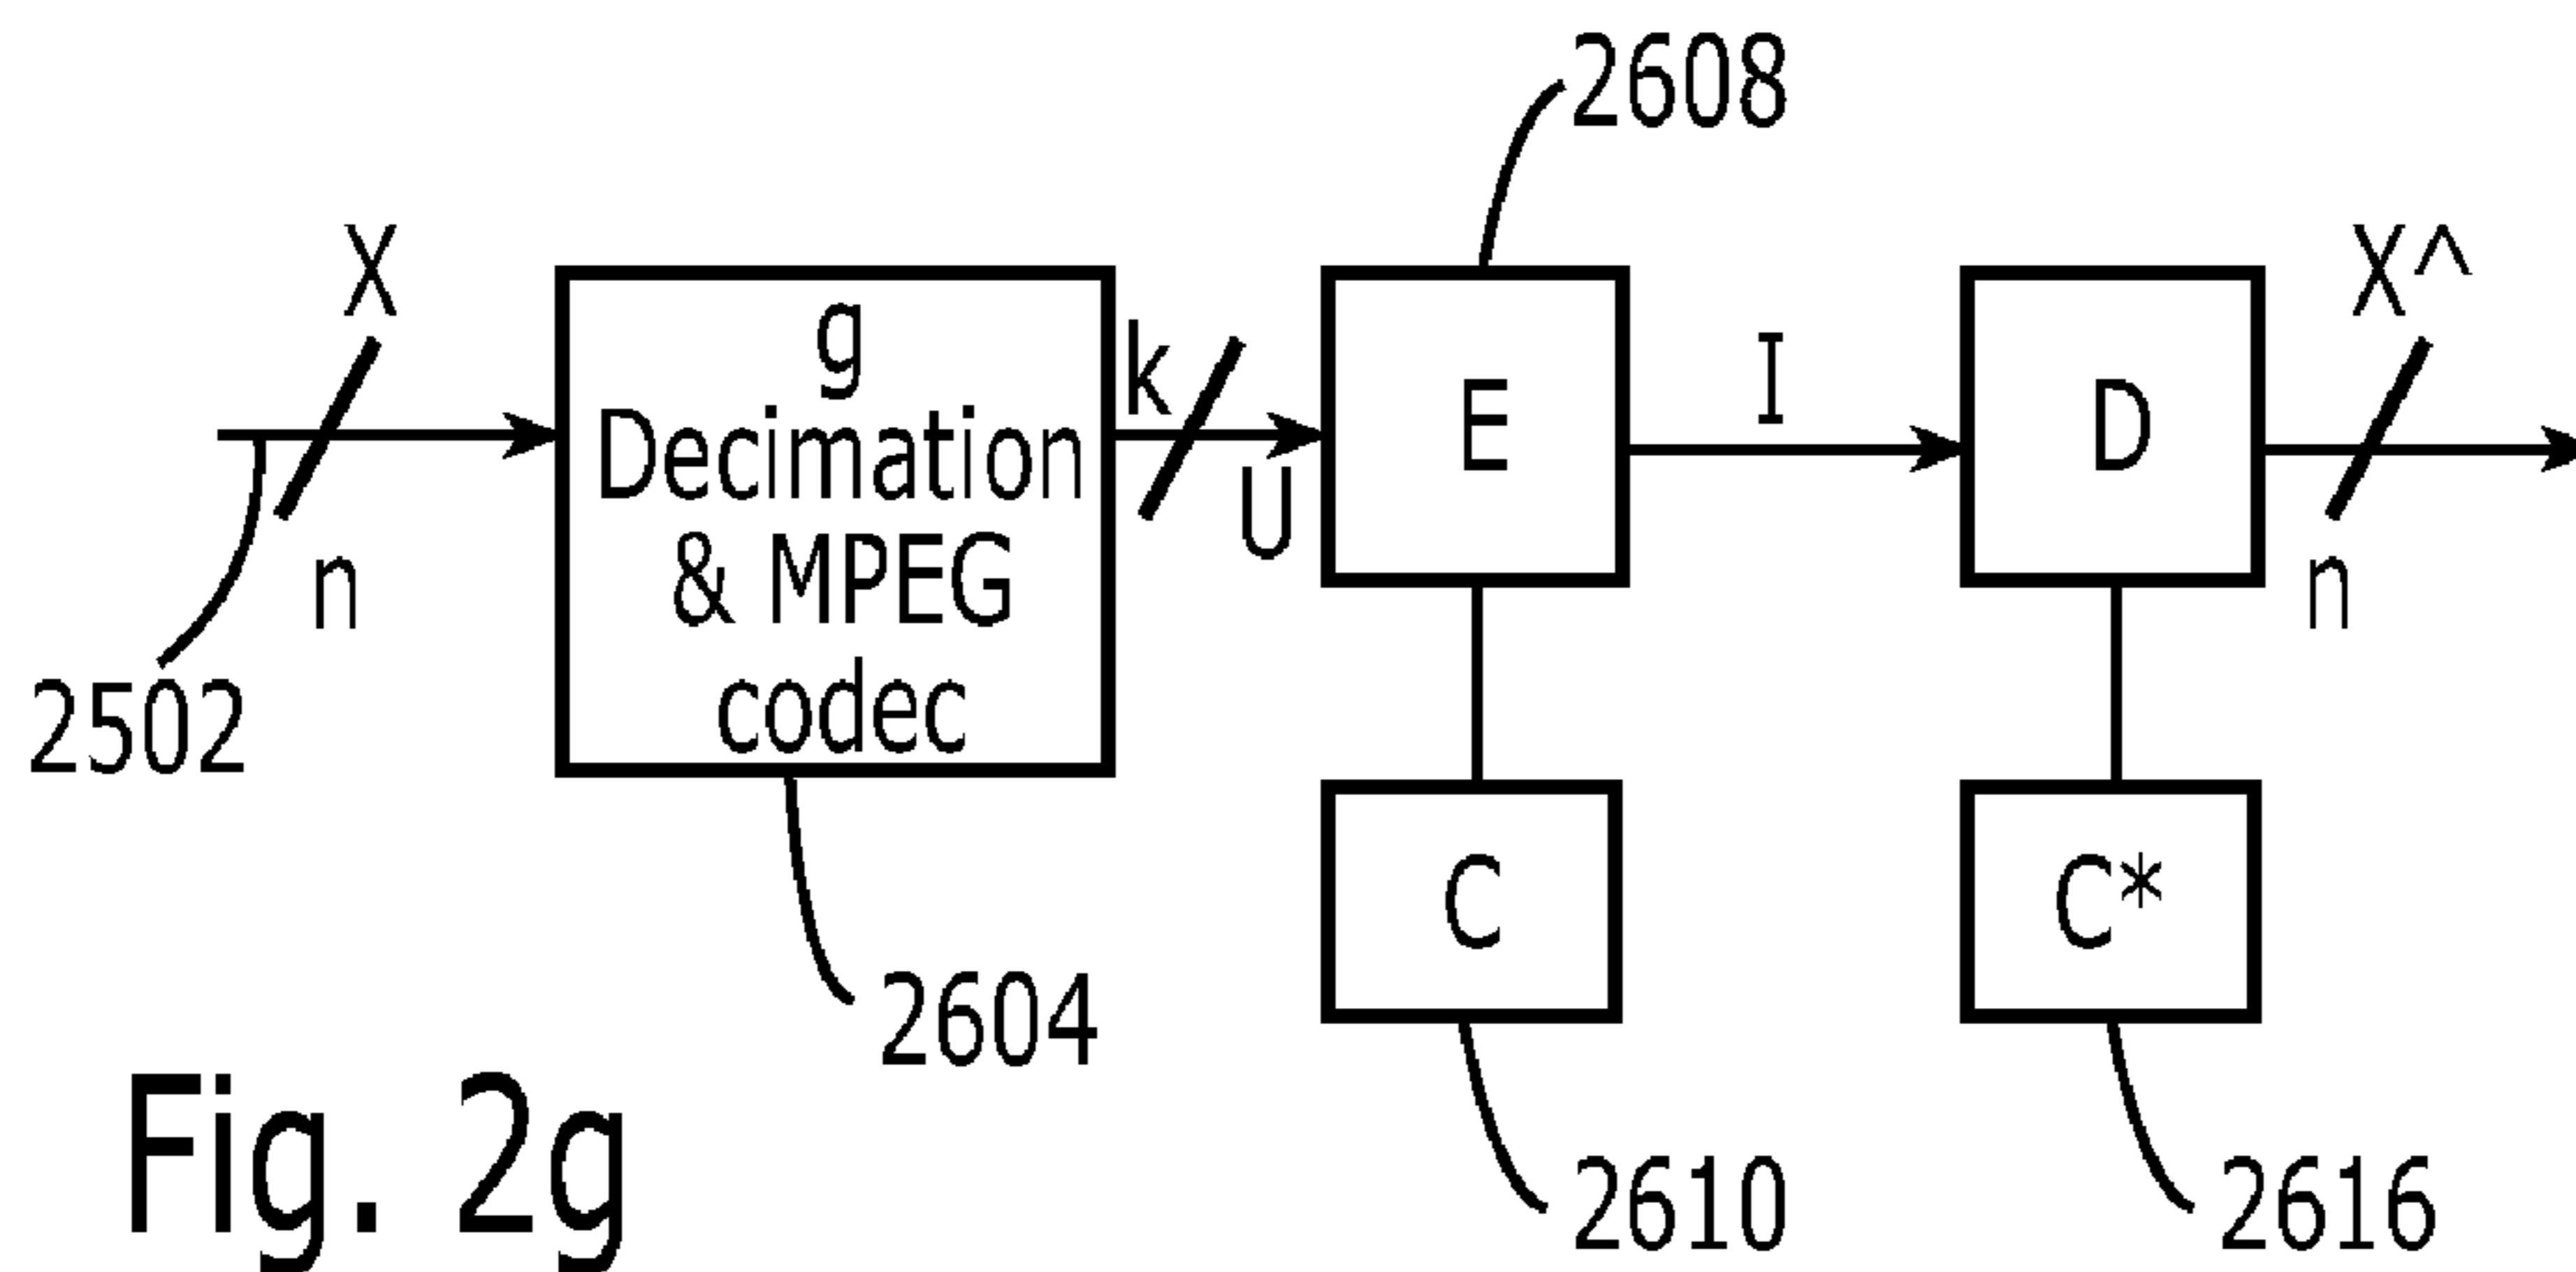 2608
X
X^
g
Decimation
& MPEG
codec
k
U
E
I
D
n
n
2502
C
C*
2604
2610
2616
Fig. 2g